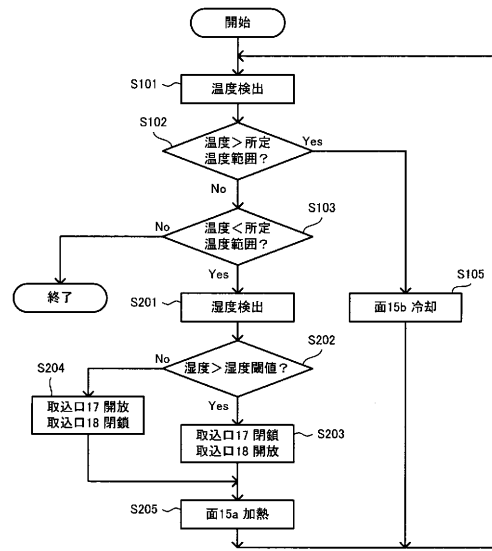 開始
S101
温度検出
S102
温度＞所定
温度範囲？
Yes
No
S103
No
温度＜所定
温度範囲？
Yes
S105
終了
S201
湿度検出
面15b 冷却
S202
No
湿度＞湿度閾値？
S204
Yes
取込口17 開放
取込口18 閉鎖
取込口17 閉鎖
取込口18 開放
S203
S205
面15a 加熱